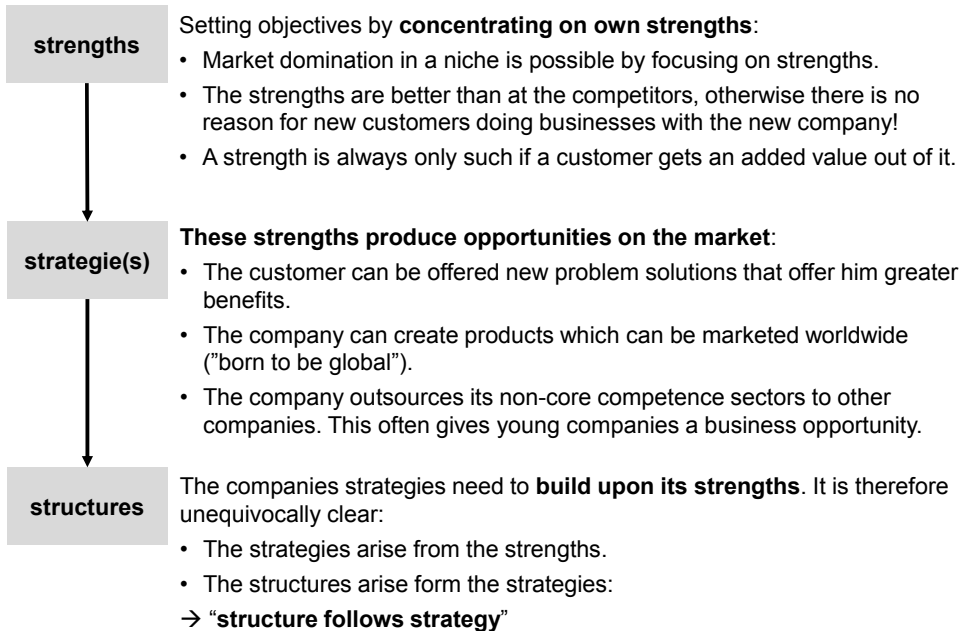 strengths
Setting objectives by concentrating on own strengths:
• Market domination in a niche is possible by focusing on strengths.
• The strengths are better than at the competitors, otherwise there is no
reason for new customers doing businesses with the new company!
• A strength is always only such if a customer gets an added value out of it.
strategie(s)
These strengths produce opportunities on the market:
• The customer can be offered new problem solutions that offer him greater
benefits.
• The company can create products which can be marketed worldwide
(”born to be global”).
• The company outsources its non-core competence sectors to other
companies. This often gives young companies a business opportunity.
structures
The companies strategies need to build upon its strengths. It is therefore
unequivocally clear:
• The strategies arise from the strengths.
• The structures arise form the strategies:
→ “structure follows strategy”